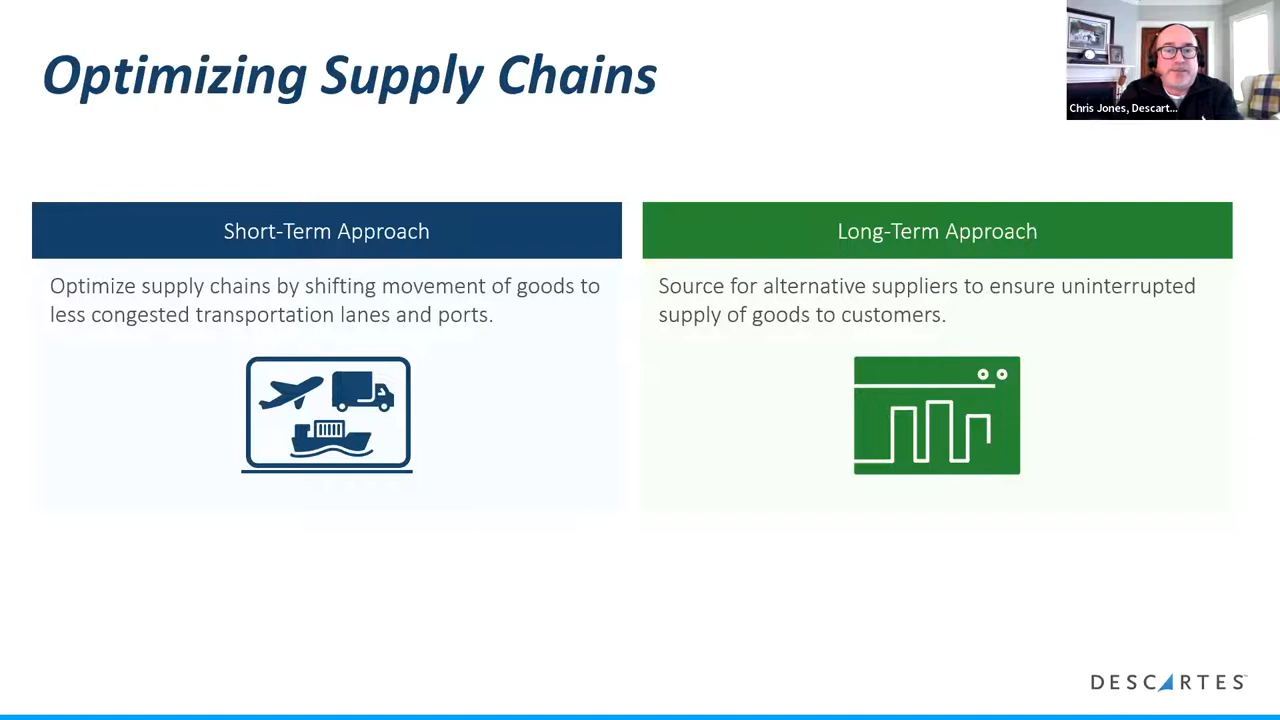 Optimizing Supply Chains
Chris Jones, Descart...
Short-Term Approach
Optimize supply chains by shifting movement of goods to
less congested transportation lanes and ports.
Long-Term Approach
Source for alternative suppliers to ensure uninterrupted
supply of goods to customers.
DESCARTES™